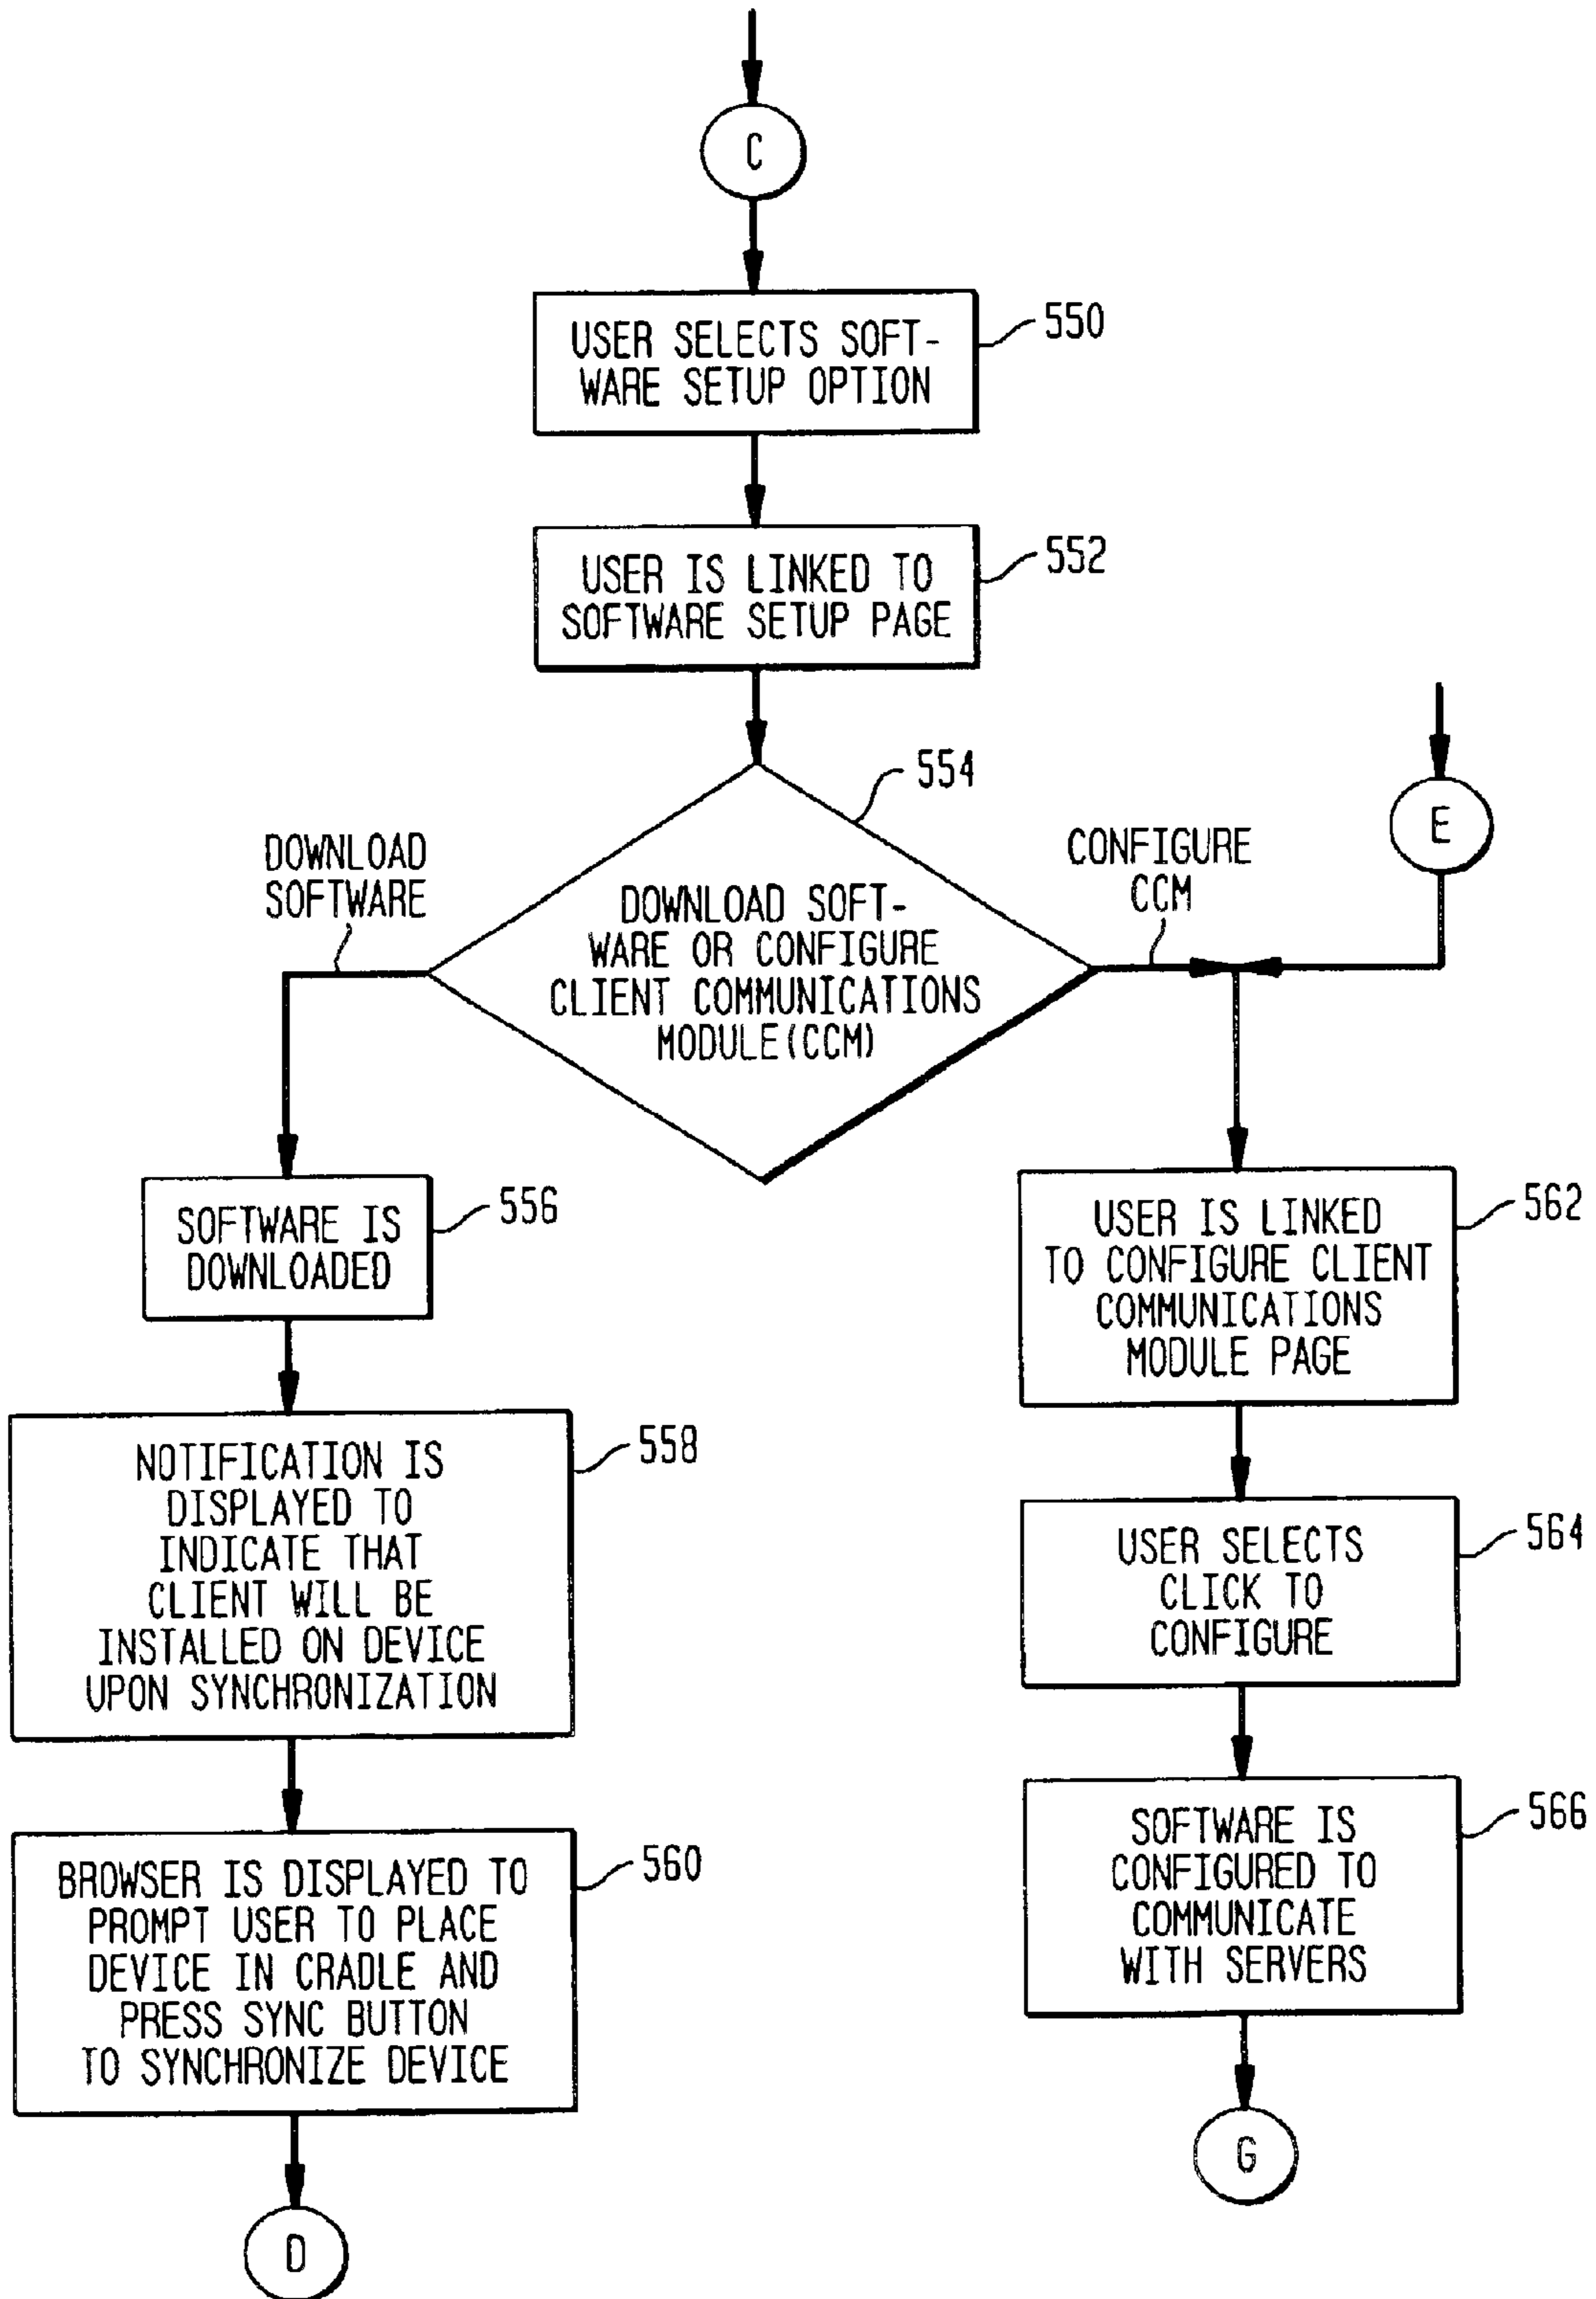 C
USER SELECTS SOFT-
WARE SETUP OPTION
550
USER IS LINKED TO
SOFTWARE SETUP PAGE
552
554
E
DOWNLOAD
SOFTWARE
CONFIGURE
CCM
DOWNLOAD SOFT-
WARE OR CONFIGURE
CLIENT COMMUNICATIONS
MODULE(CCM)
SOFTWARE IS
DOWNLOADED
556
NOTIFICATION IS
DISPLAYED TO
INDICATE THAT
CLIENT WILL BE
INSTALLED ON DEVICE
UPON SYNCHRONIZATION
558
BROWSER IS DISPLAYED TO
PROMPT USER TO PLACE
DEVICE IN CRADLE AND
PRESS SYNC BUTTON
TO SYNCHRONIZE DEVICE
560
D
USER IS LINKED
TO CONFIGURE CLIENT
COMMUNICATIONS
MODULE PAGE
562
USER SELECTS
CLICK TO
CONFIGURE
564
SOFTWARE IS
CONFIGURED TO
COMMUNICATE
WITH SERVERS
566
G